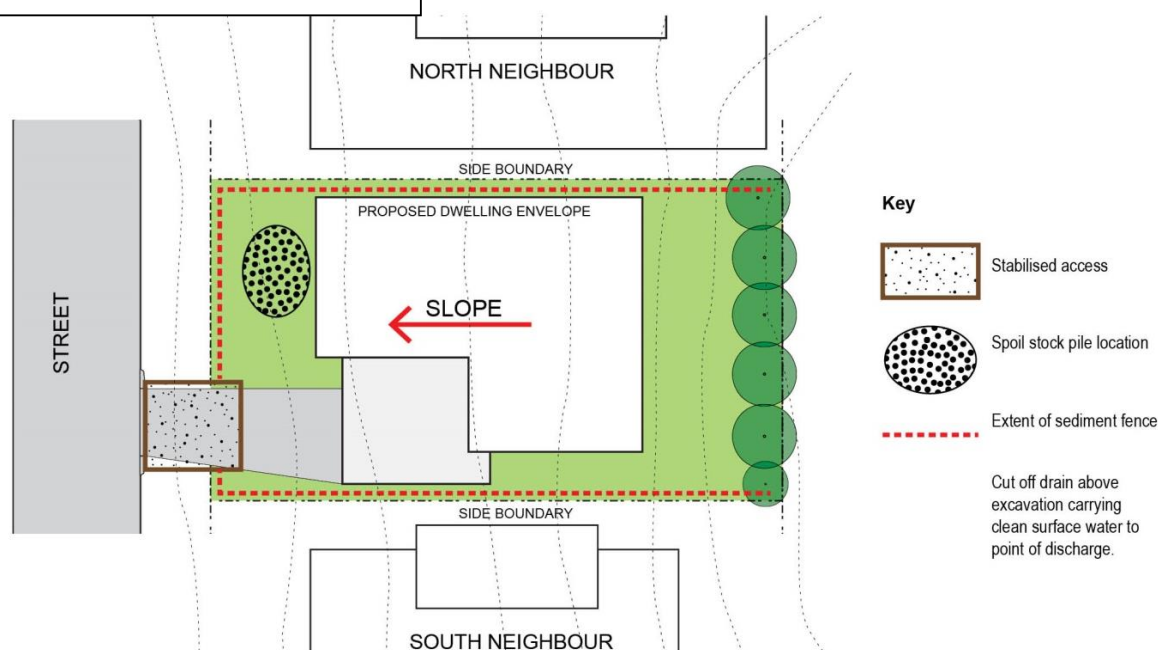 NORTH NEIGHBOUR
SIDE BOUNDARY
PROPOSED DWELLING ENVELOPE
SLOPE
STREET
SIDE BOUNDARY
SOUTH NEIGHBOUR
Key
Stabilised access
Spoil stock pile location
Extent of sediment fence
Cut off drain above
excavation carrying
clean surface water to
point of discharge.